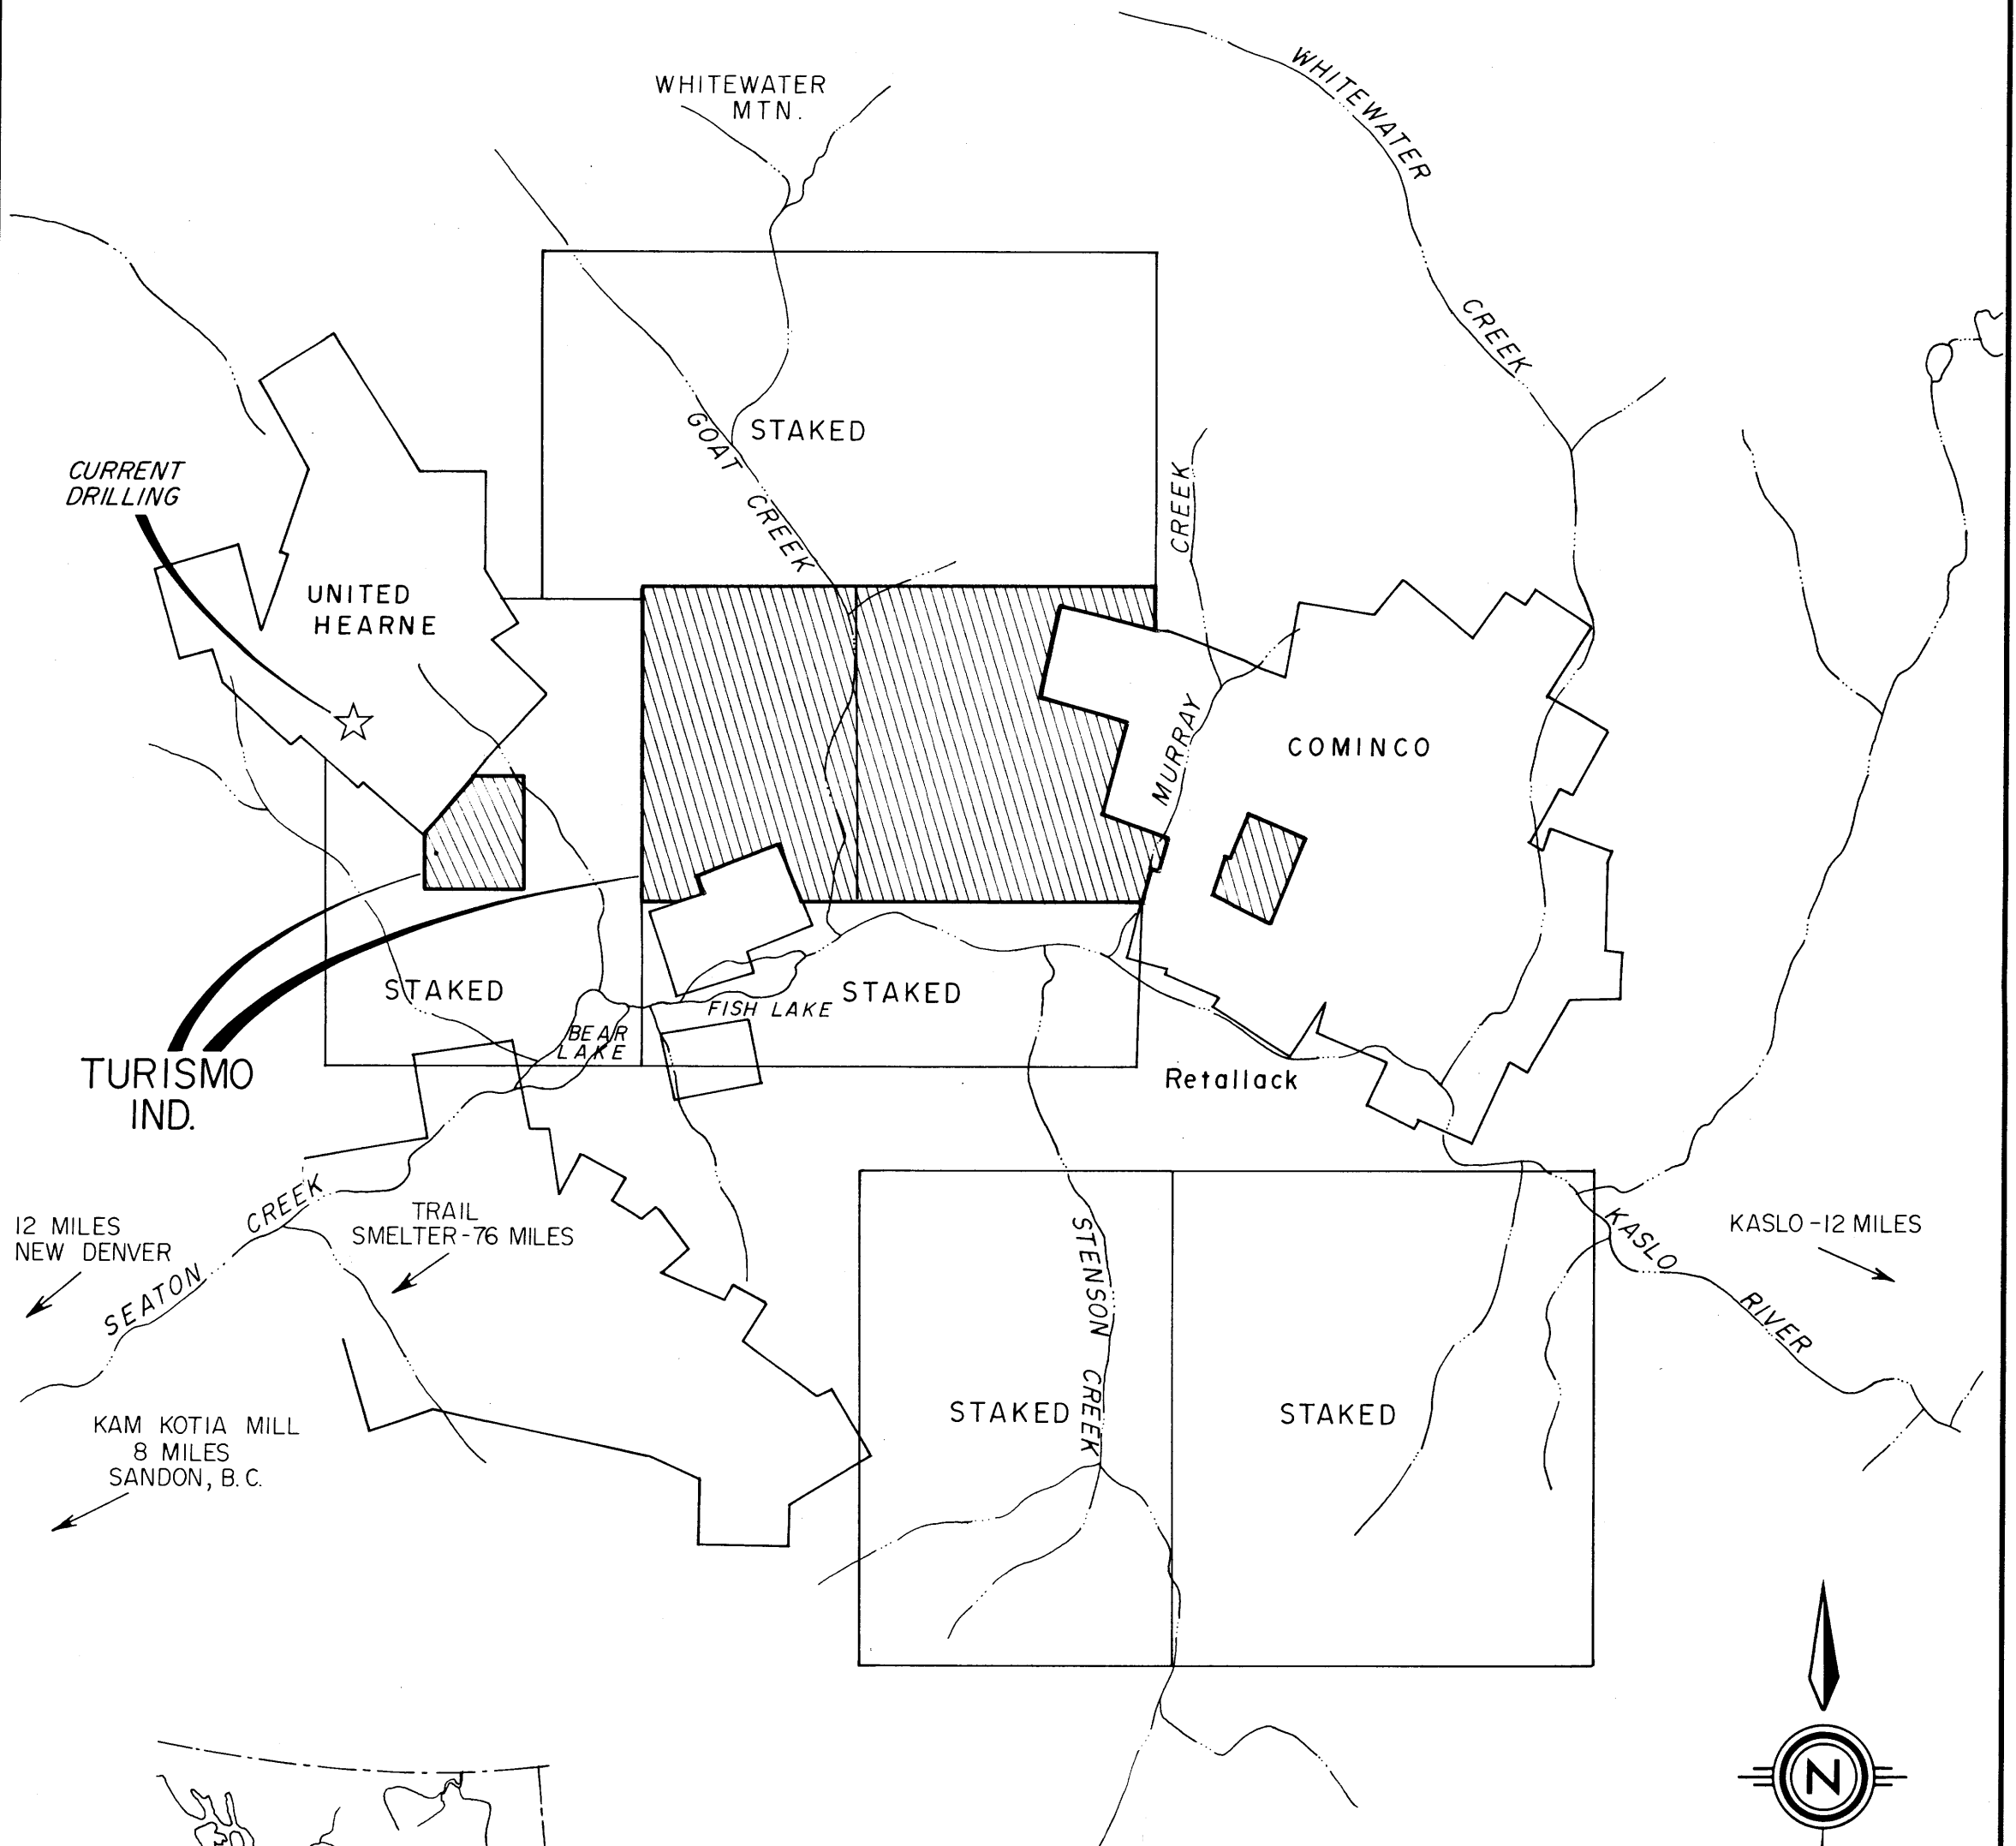 WHITEWATER
MTN.
WHITEWATER
CREEK
CURRENT
DRILLING
STAKED
GOAT
CREEK
CREEK
MURRAY
UNITED
HEARNE
COMINCO
STAKED
STAKED
FISH LAKE
BEAR
LAKE
TURISMO
IND.
Retallack
SEATON
CREEK
12 MILES
NEW DENVER
TRAIL
SMELTER-76 MILES
STENSON
CREEK
KASLO
RIVER
KASLO-12 MILES
KAM KOTIA MILL
8 MILES
SANDON, B.C.
STAKED
STAKED
N